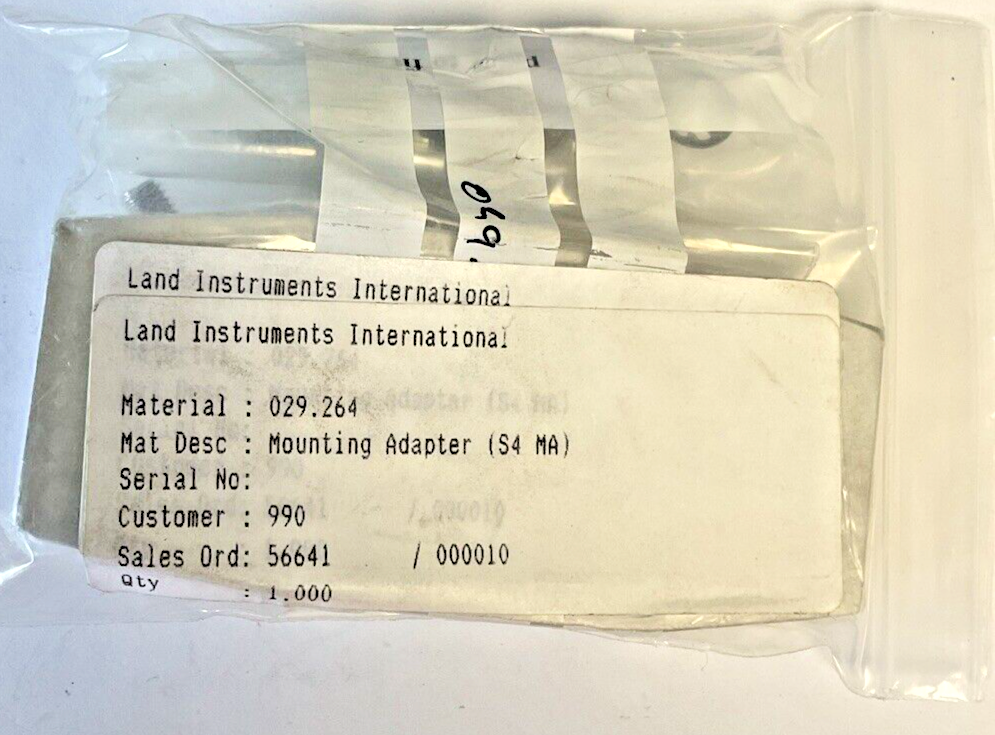 049.
Land Instruments International
Land Instruments International
Material : 029.264
Mat Desc : Mounting Adapter (S4 MA)
Serial No:
Customer : 990
Sales Ord: 56641 / 000010
Qty : 1.000